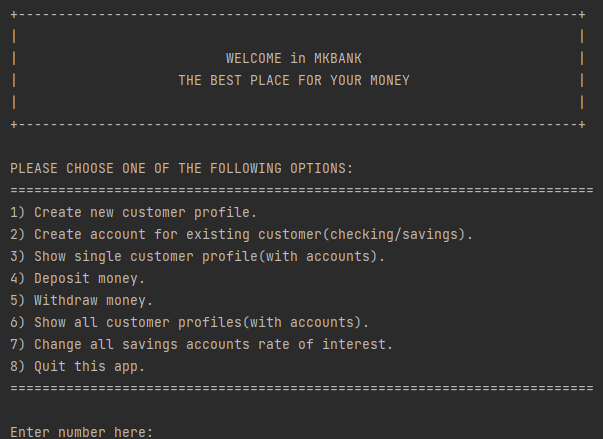 +----------------------------------------------------------------------+
|                                                                      |
|                          WELCOME in MKBANK                           |
|                    THE BEST PLACE FOR YOUR MONEY                     |
|                                                                      |
+----------------------------------------------------------------------+
PLEASE CHOOSE ONE OF THE FOLLOWING OPTIONS:
=========================================================================
1) Create new customer profile.
2) Create account for existing customer(checking/savings).
3) Show single customer profile(with accounts).
4) Deposit money.
5) Withdraw money.
6) Show all customer profiles(with accounts).
7) Change all savings accounts rate of interest.
8) Quit this app.
=========================================================================
Enter number here: